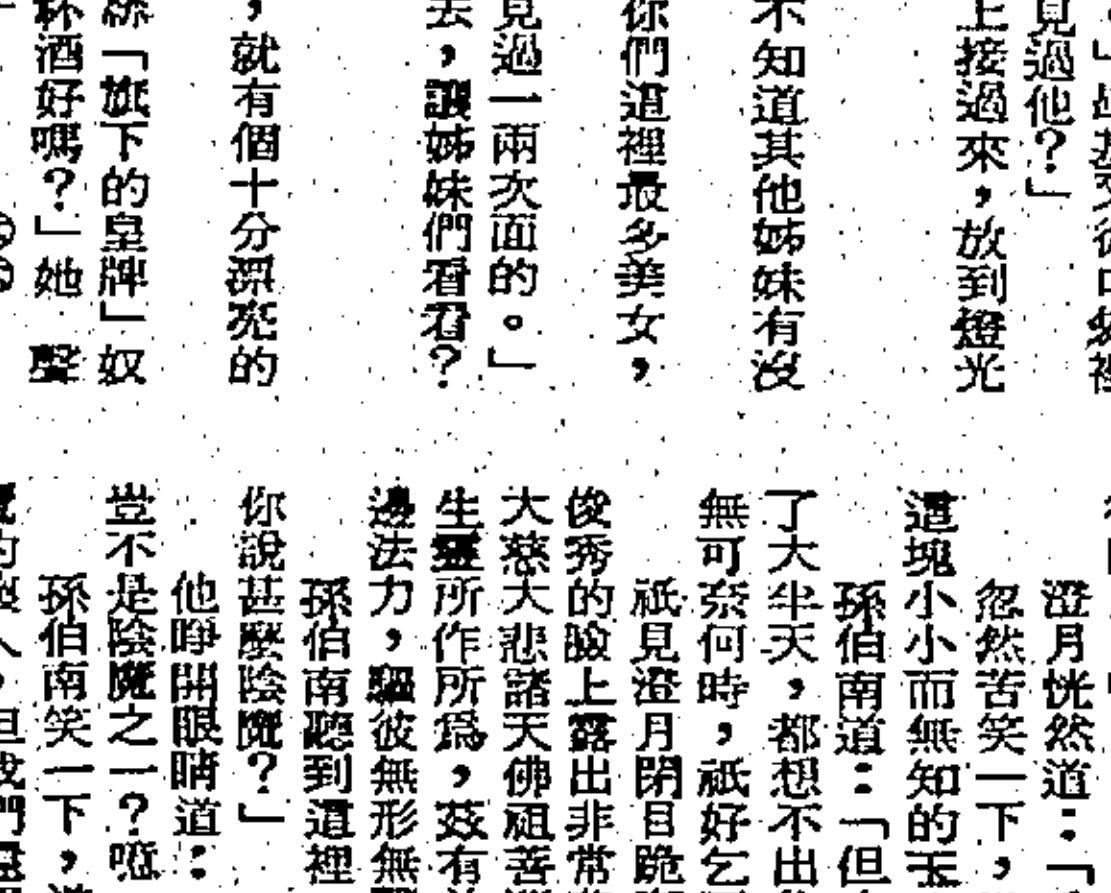 見過他？」
上接過來，放到燈光
不知道其他姊妹有沒
你們這裡最多美女，
見過一兩次面的。」
去，讓姊妹們看看？
，就有個十分漂亮的
「旗下的皇牌」奴
杯酒好嗎？」她 聲
澄月恍然道：「
忽然苦笑一下，
這塊小小而無知的玉
孫伯南道：「但
了大半天，都想不出
無可奈何時，祇好乞
祇見澄月閉目跪
俊秀的臉上露出非常
大慈大悲諸天佛祖菩
生靈所作所為，茲有
邊法力，驅彼無形無
孫伯南聽到這裡
你說甚麼陰魔？」
他睜開眼睛道：
豈不是陰魔之一？噫
孫伯南笑一下，
人，但我們還